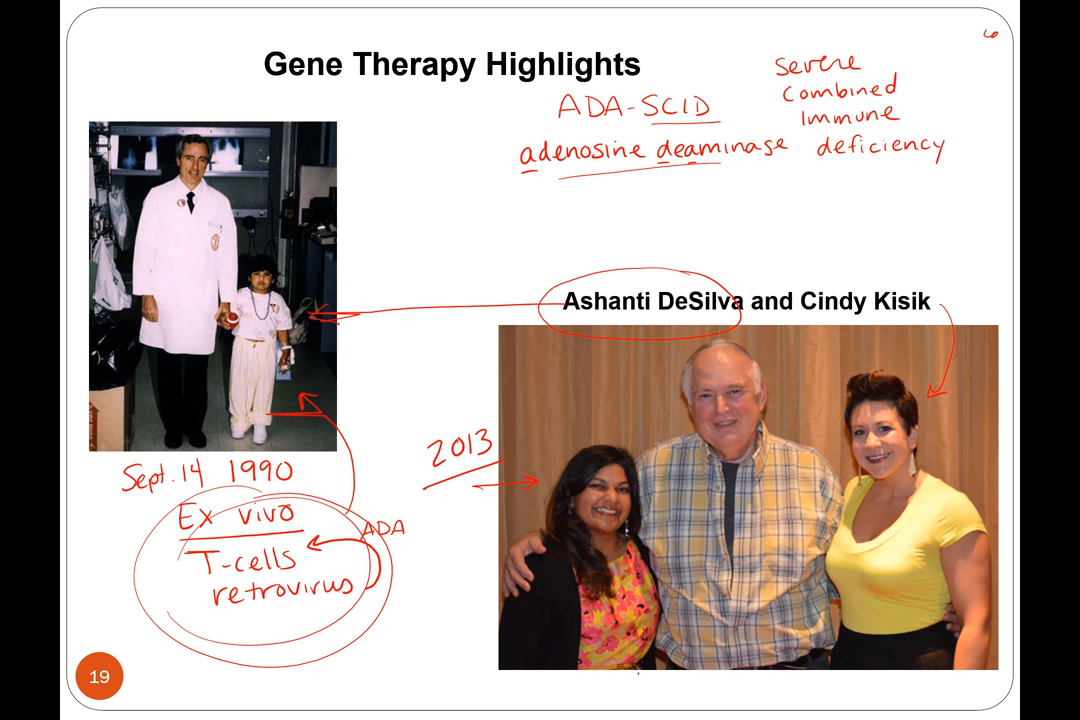 Gene Therapy Highlights
ADA-SCID
adenosine deaminase
Severe
Combined
Immune
deficiency
Ashanti DeSilva and Cindy Kisik
2013
Sept. 14 1990
Ex vivo
ADA
T-cells
retrovirus
19